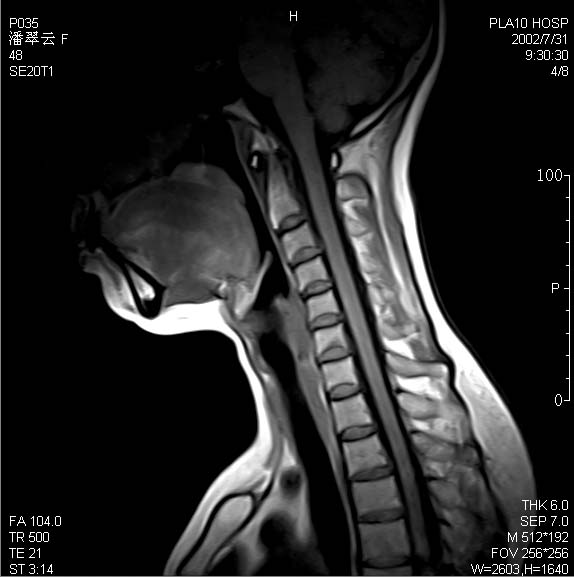 P035
潘翠云 F
48
SE20T1
H
PLA10 HOSP
2002/7/31
9:30:30
4/8
100
P
0
FA 104.0
TR 500
TE 21
ST 3:14
THK 6.0
SEP 7.0
M 512*192
FOV 256*256
W=2603,H=1640